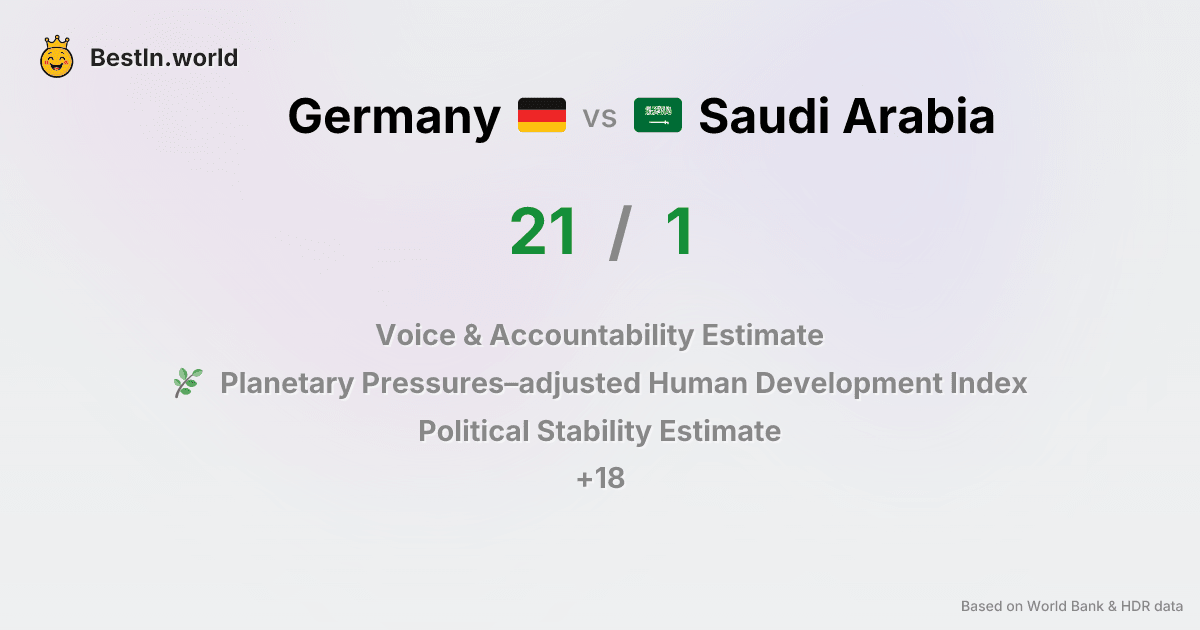 BestIn.world
Germany vs Saudi Arabia
21 / 1
Voice & Accountability Estimate
Planetary Pressures–adjusted Human Development Index
Political Stability Estimate
+18
Based on World Bank & HDR data